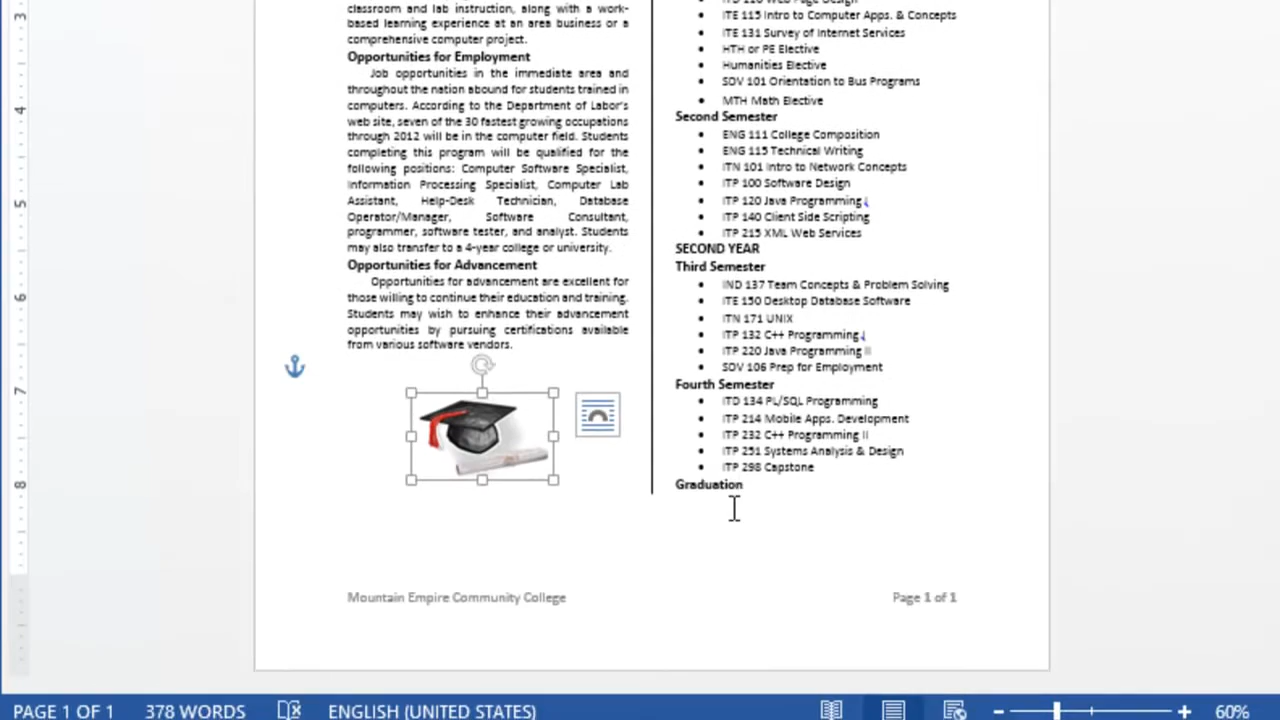 classroom and lab instruction, along with a work-
based learning experience at an area business or a
comprehensive computer project.
Opportunities for Employment
Job opportunities in the immediate area and
throughout the nation abound for students trained in
computers. According to the Department of Labor's
web site, seven of the 30 fastest growing occupations
through 2012 will be in the computer field. Students
completing this program will be qualified for the
following positions: Computer Software Specialist,
Information Processing Specialist, Computer Lab
Assistant, Help-Desk Technician, Database
Operator/Manager, Software Consultant,
programmer, software tester, and analyst. Students
may also transfer to a 4-year college or university.
Opportunities for Advancement
Opportunities for advancement are excellent for
those willing to continue their education and training.
Students may wish to enhance their advancement
opportunities by pursuing certifications available
from various software vendors.
ITE 115 Intro to Computer Apps. & Concepts
ITE 131 Survey of Internet Services
HTH or PE Elective
Humanities Elective
SDV 101 Orientation to Bus Programs
MTH Math Elective
Second Semester
ENG 111 College Composition
ENG 115 Technical Writing
ITN 101 Intro to Network Concepts
ITP 100 Software Design
ITP 120 Java Programming
ITP 140 Client Side Scripting
ITP 215 XML Web Services
SECOND YEAR
Third Semester
IND 137 Team Concepts & Problem Solving
ITE 150 Desktop Database Software
ITN 171 UNIX
ITP 132 C++ Programming
ITP 220 Java Programming
SDV 106 Prep for Employment
Fourth Semester
ITD 134 PL/SQL Programming
ITP 214 Mobile Apps. Development
ITP 232 C++ Programming II
ITP 251 Systems Analysis & Design
ITP 298 Capstone
Graduation
Mountain Empire Community College
Page 1 of 1
3
4
5
6
7
8
PAGE 1 OF 1 378 WORDS ENGLISH (UNITED STATES) 60%